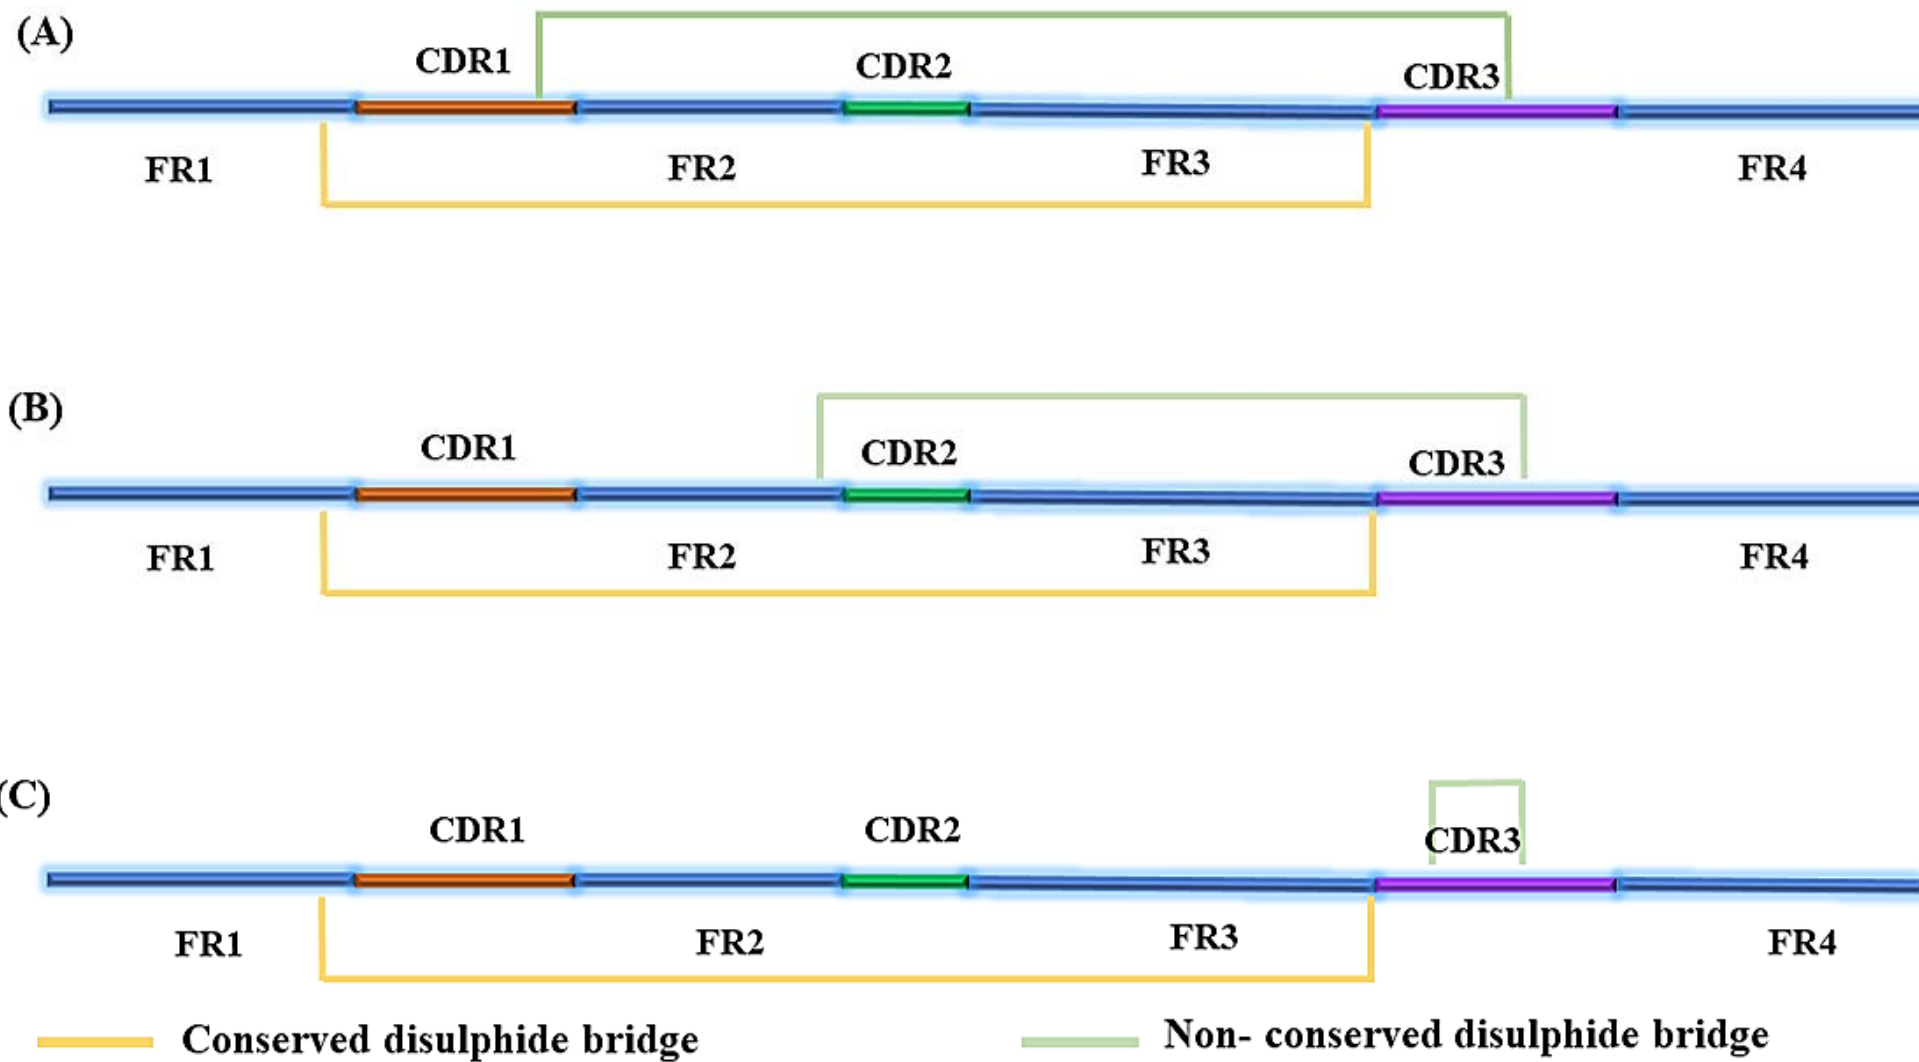 (A)
CDR1
CDR2
CDR3
FR1
FR2
FR3
FR4
(B)
CDR1
CDR2
CDR3
FR1
FR2
FR3
FR4
(C)
CDR1
CDR2
CDR3
FR1
FR2
FR3
FR4
Conserved disulphide bridge
Non- conserved disulphide bridge